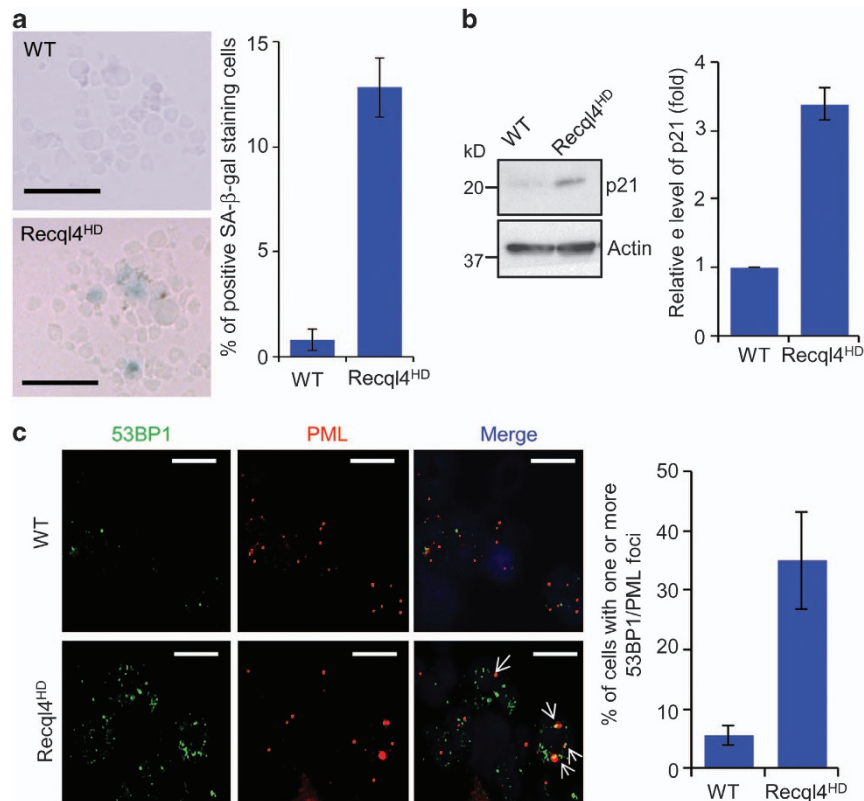 a
WT
Recql4HD
% of positive SA-β-gal staining cells
15
10
5
0
WT
Recql4HD
b
kD
WT
Recql4HD
20
p21
37
Actin
Relative e level of p21 (fold)
4
3
2
1
0
WT
Recql4HD
c
53BP1
PML
Merge
WT
Recql4HD
% of cells with one or more
53BP1/PML foci
50
40
30
20
10
0
WT
Recql4HD